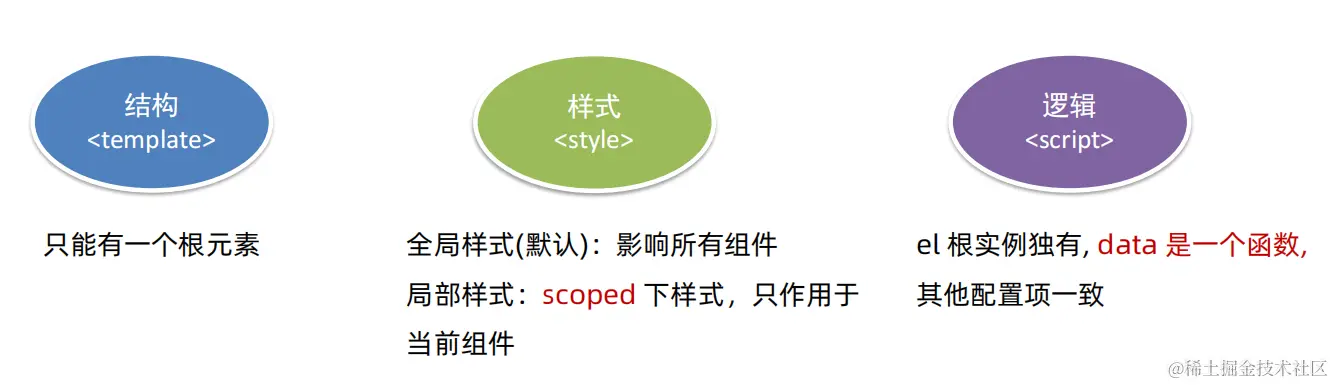 结构
<template>
只能有一个根元素
样式
<style>
全局样式(默)认): 影响所有组件
局部样式：scoped 下样式，只作用于
当前组件
逻辑
<script>
el 根实例独有, data 是一个函数,
其他配置项一致
@稀土掘金技术社区